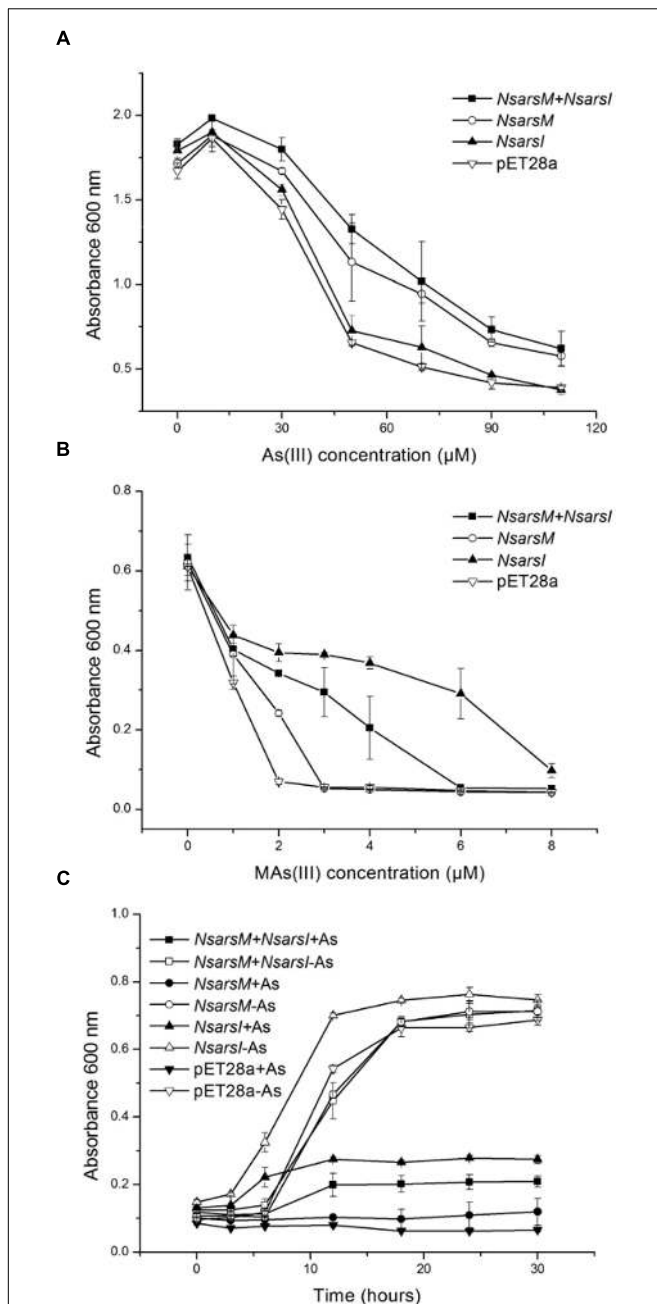 A
NsarsM+NsarsI
NsarsM
NsarsI
pET28a
2.0
1.5
1.0
0.5
Absorbance 600 nm
0 30 60 90 120
As(III) concentration (µM)
B
NsarsM+NsarsI
NsarsM
NsarsI
pET28a
0.8
0.6
0.4
0.2
0.0
Absorbance 600 nm
0 2 4 6 8
MAs(III) concentration (µM)
C
NsarsM+NsarsI+As
NsarsM+NsarsI-As
NsarsM+As
NsarsM-As
NsarsI+As
NsarsI-As
pET28a+As
pET28a-As
1.0
0.8
0.6
0.4
0.2
0.0
Absorbance 600 nm
0 10 20 30
Time (hours)